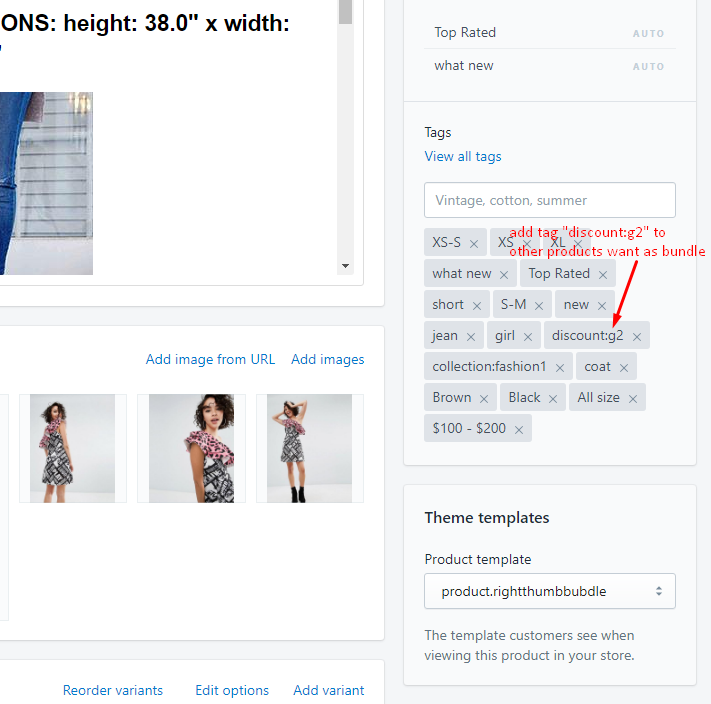 ONS: height: 38.0" x width:
"
Add image from URL Add images
Reorder variants Edit options Add variant
Top Rated AUTO
what new AUTO
Tags
View all tags
Vintage, cotton, summer
add tag "discount:g2" to
other products want as bundle
XS-S × XS × XL ×
what new × Top Rated ×
short × S-M × new ×
jean × girl × discount:g2 ×
collection:fashion1 × coat ×
Brown × Black × All size ×
$100 - $200 ×
Theme templates
Product template
product.rightthumbbubdle
The template customers see when
viewing this product in your store.